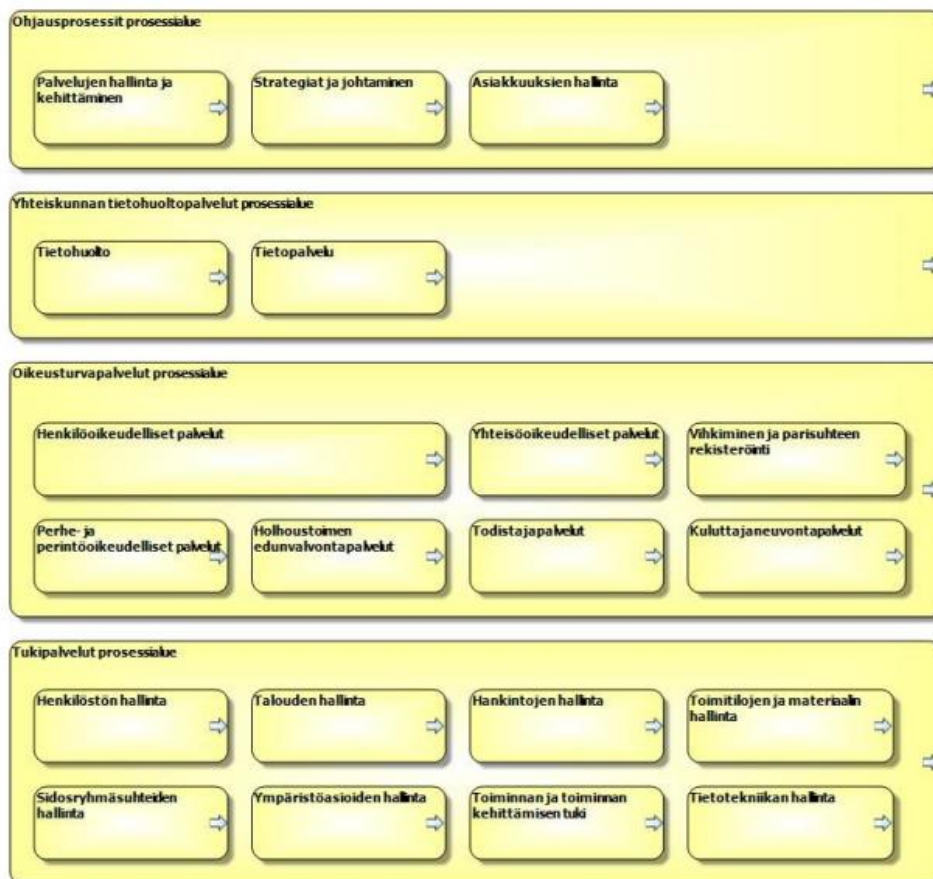 Ohjausprosessit prosessialue
Palvelujen hallinta ja
kehittäminen
Strategiat ja johtaminen
Asiakkuuksien hallinta
Yhteiskunnan tietohuoltopalvelut prosessialue
Tietohuolto
Tietopalvelu
Oikeusturvapalvelut prosessialue
Henkilöoikeudelliset palvelut
Yhteisöoikeudelliset palvelut
Vihkiminen ja parisuhteen
rekisteröinti
Perhe- ja
perintöoikeudelliset palvelut
Holhoustoimen
edunvalvontapalvelut
Todistajapalvelut
Kuluttajaneuvontapalvelut
Tukipalvelut prosessialue
Henkilöstön hallinta
Talouden hallinta
Hankintojen hallinta
Toimitilojen ja materiaalin
hallinta
Sidosryhmäsuhteiden
hallinta
Ympäristöasioiden hallinta
Toiminnan ja toiminnan
kehittämisen tuki
Tietotekniikan hallinta